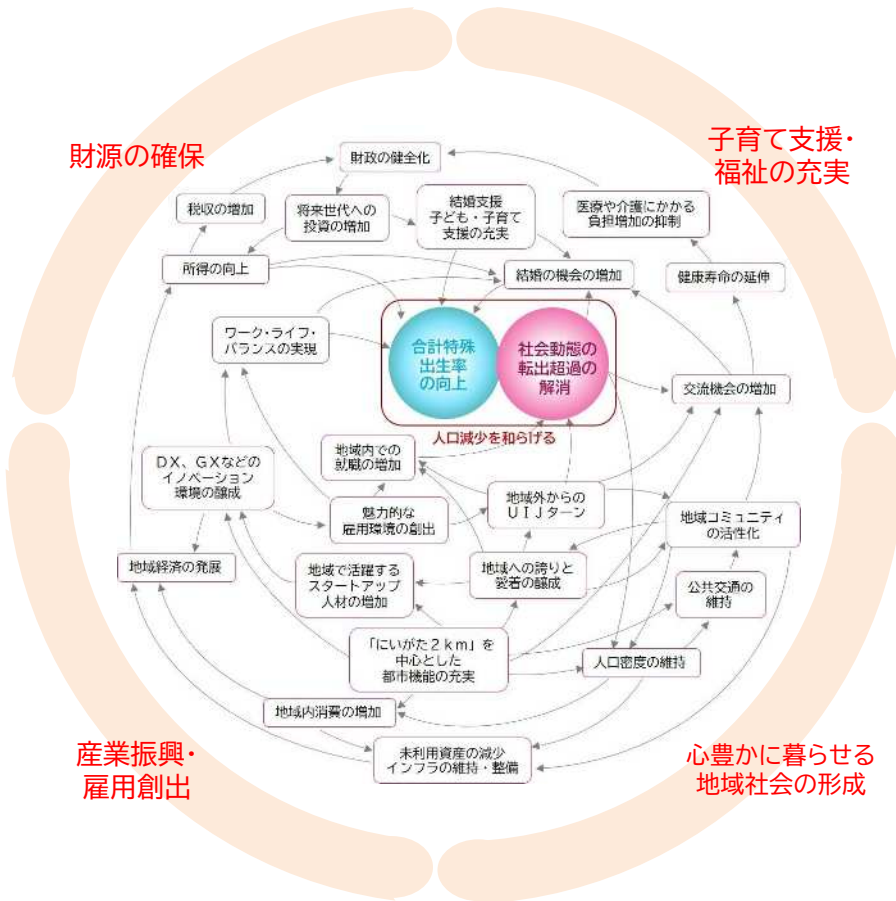 財源の確保
子育て支援・
福祉の充実
財政の健全化
税収の増加
将来世代への
投資の増加
結婚支援
子ども・子育て
支援の充実
医療や介護にかかる
負担増加の抑制
所得の向上
結婚の機会の増加
健康寿命の延伸
ワーク・ライフ・
バランスの実現
合計特殊
出生率
の向上
社会動態の
転出超過の
解消
交流機会の増加
人口減少を和らげる
地域内での
就職の増加
DX、GXなどの
イノベーション
環境の醸成
魅力的な
雇用環境の創出
地域外からの
UIJターン
地域コミュニティ
の活性化
地域経済の発展
地域で活躍する
スタートアップ
人材の増加
地域への誇りと
愛着の醸成
公共交通の
維持
「にいがた2km」を
中心とした
都市機能の充実
人口密度の維持
地域内消費の増加
未利用資産の減少
インフラの維持・整備
産業振興・
雇用創出
心豊かに暮らせる
地域社会の形成